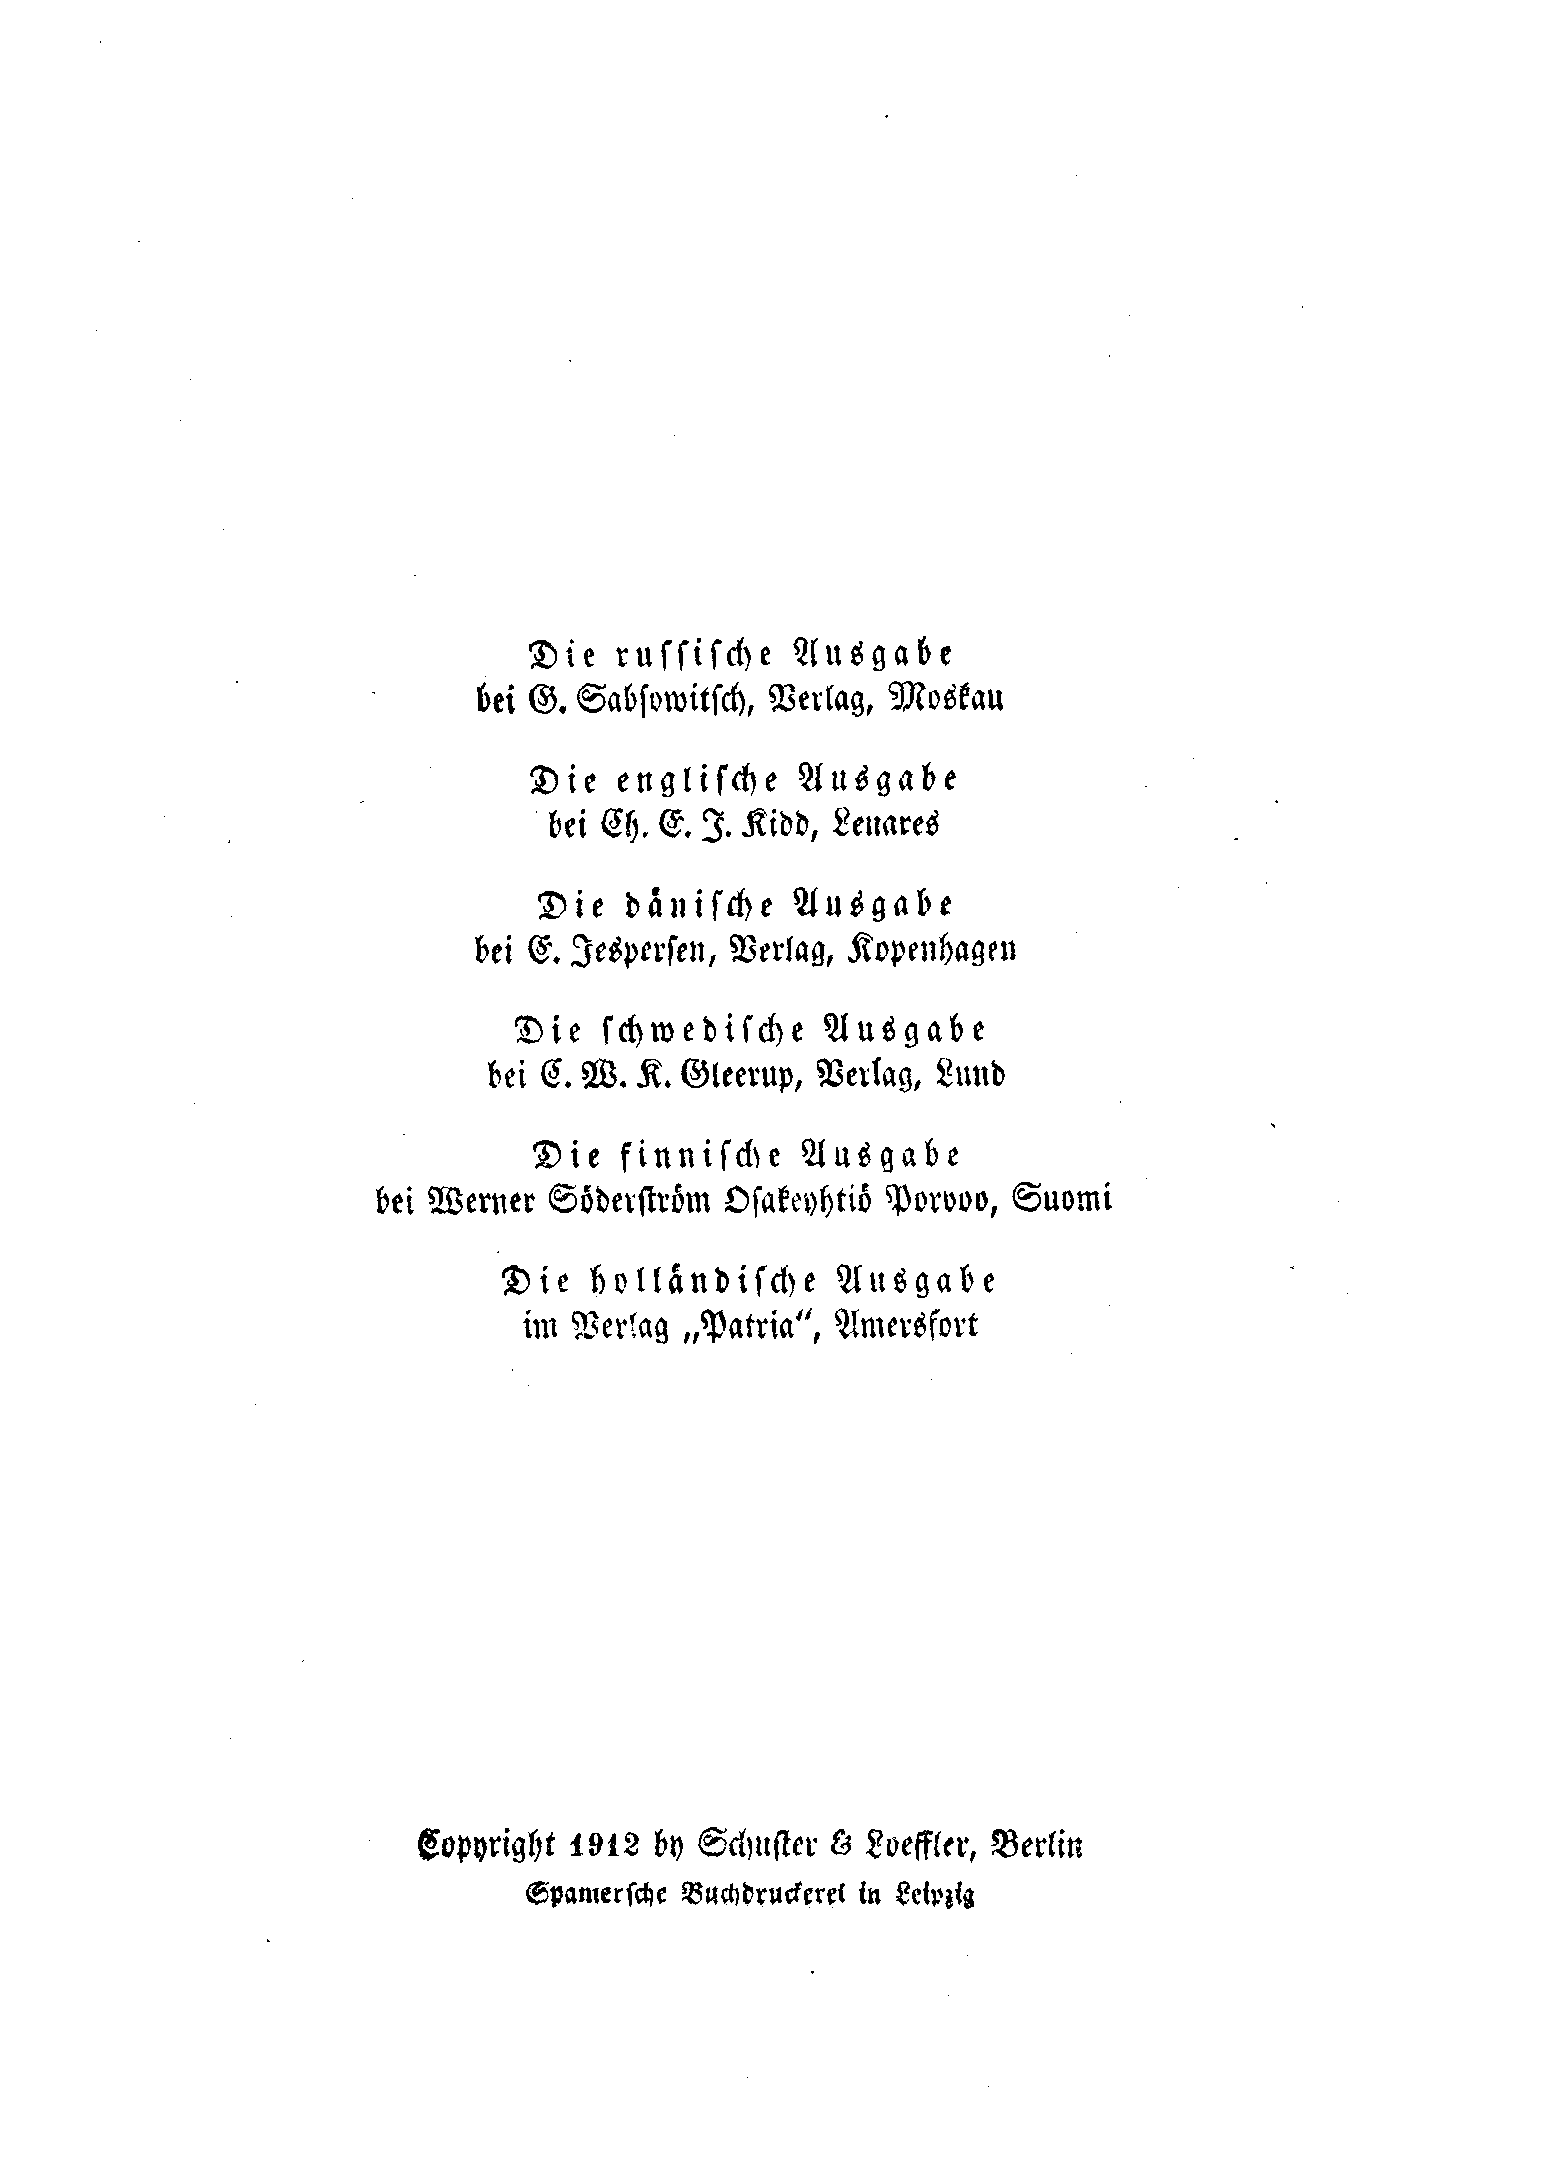 Die russische Ausgabe
bei G. Sabsowitsch, Verlag, Moskau
Die englische Ausgabe
bei Ch. E. J. Kidd, Lenares
Die dänische Ausgabe
bei E. Jespersen, Verlag, Kopenhagen
Die schwedische Ausgabe
bei C. W. K. Gleerup, Verlag, Lund
Die finnische Ausgabe
bei Werner Söderström Osakeyhtiö Porvoo, Suomi
Die holländische Ausgabe
im Verlag „Patria“, Amersfort
Copyright 1912 by Schuster & Loeffler, Berlin
Spamersche Buchdruckerei in Leipzig